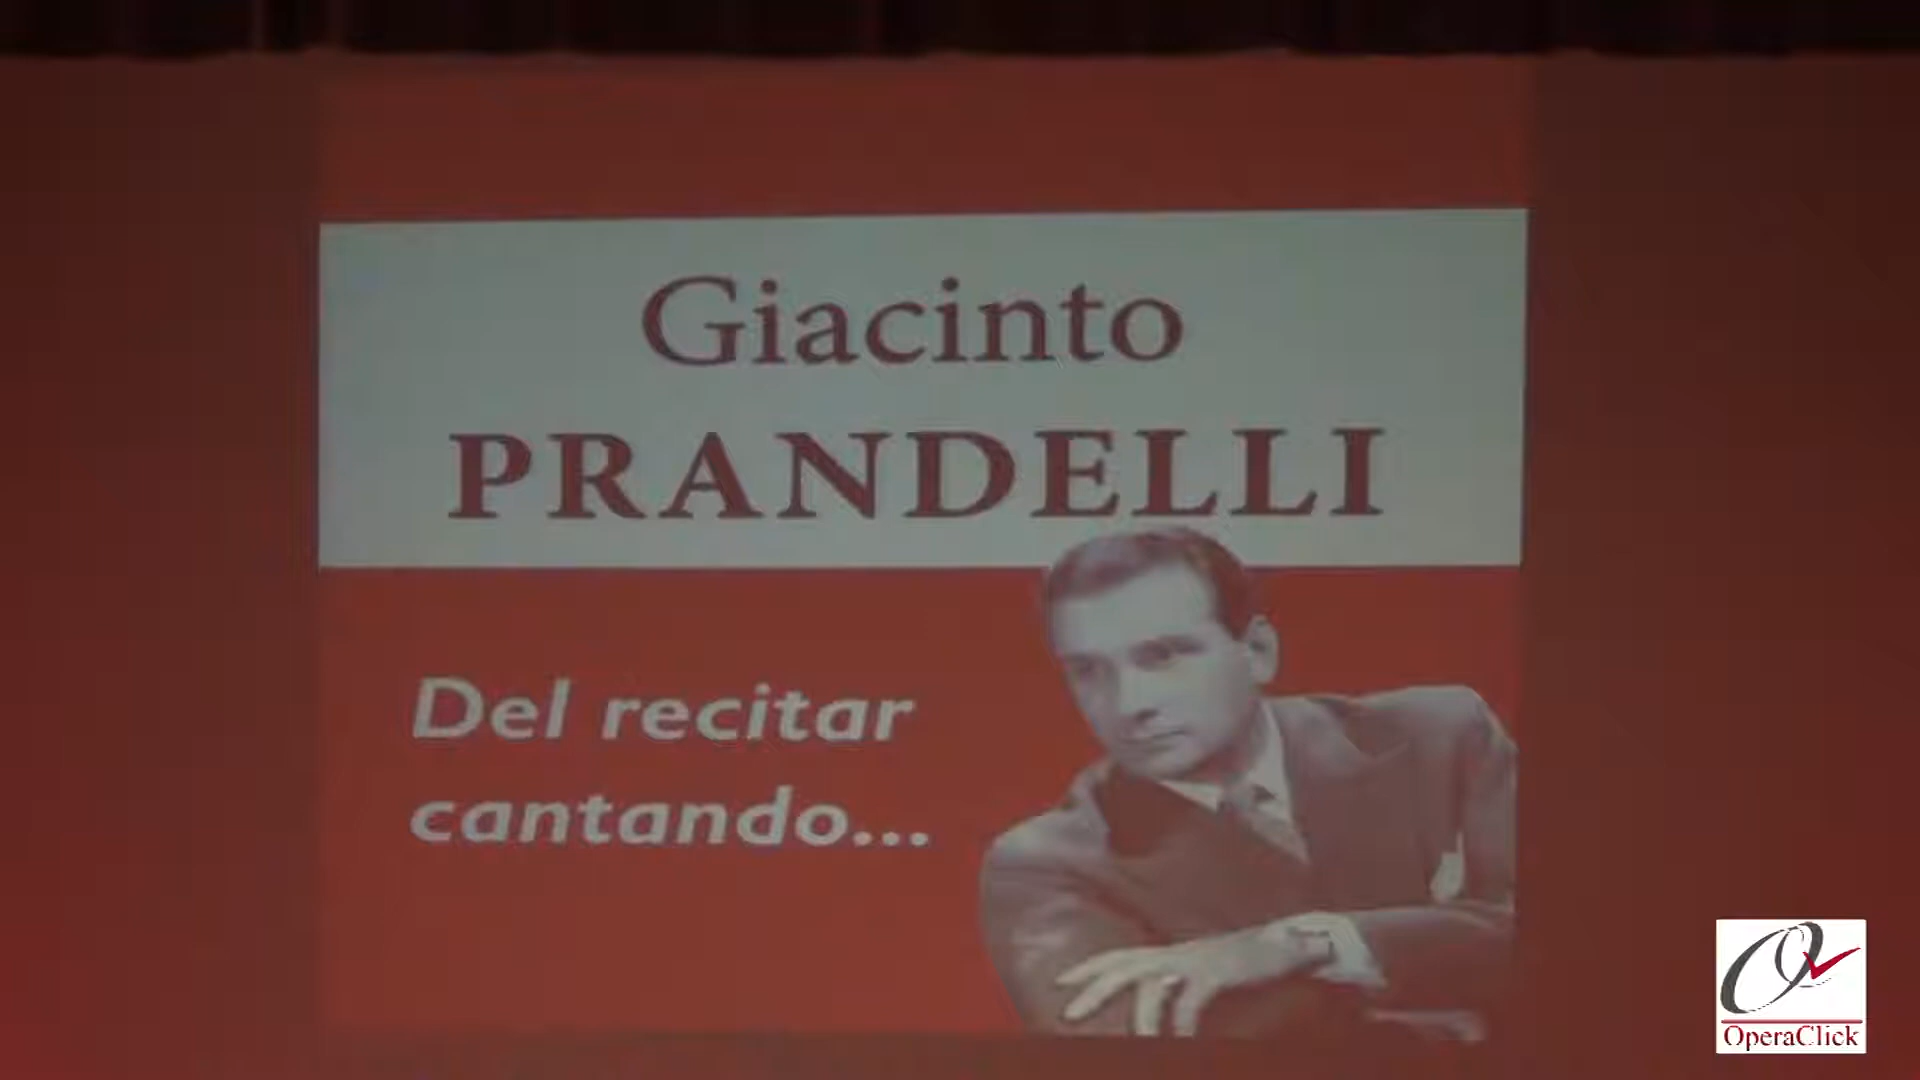 Giacinto
PRANDELLI
Del recitar
cantando...
OperaClick